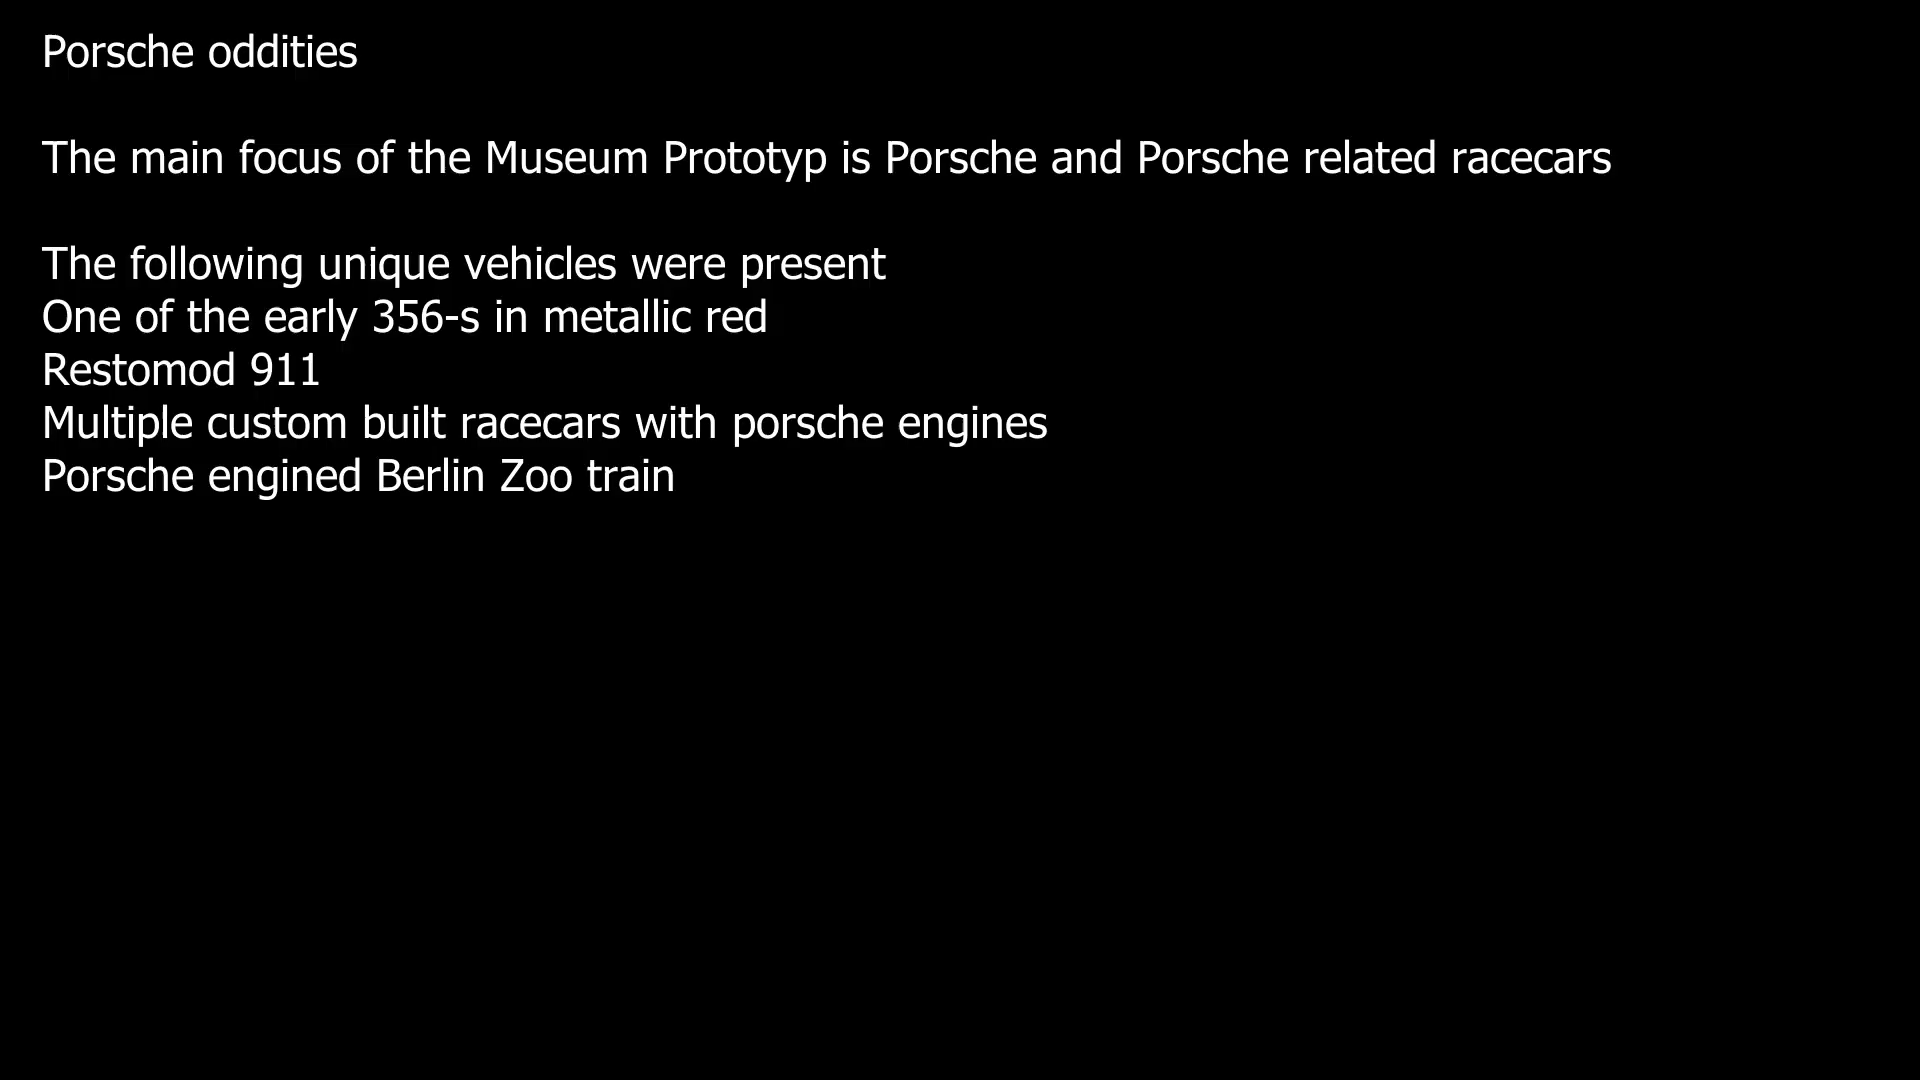 Porsche oddities
The main focus of the Museum Prototyp is Porsche and Porsche related racecars
The following unique vehicles were present
One of the early 356-s in metallic red
Restomod 911
Multiple custom built racecars with porsche engines
Porsche engined Berlin Zoo train